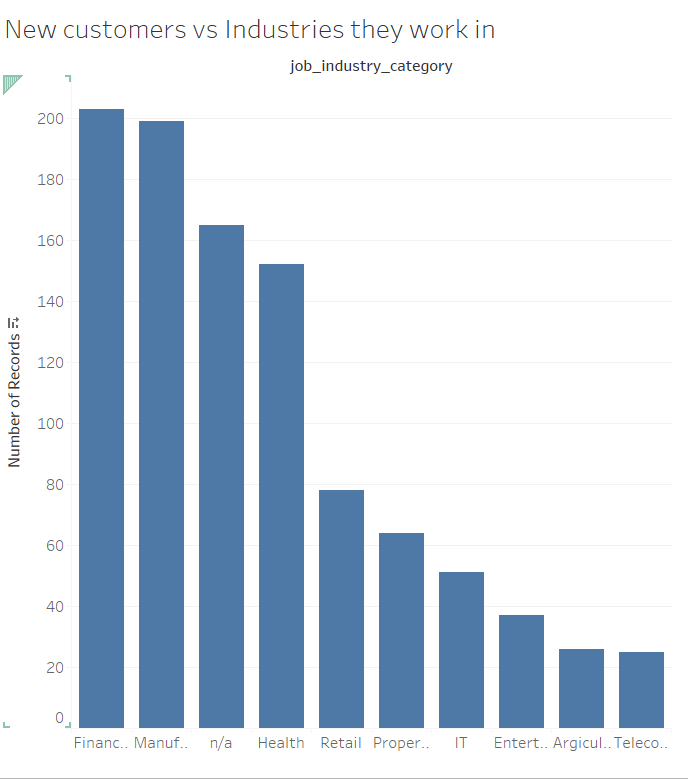 New customers vs Industries they work in
job_industry_category
Number of Records
200
180
160
140
120
100
80
60
40
20
0
Financ.. Manuf.. n/a Health Retail Proper.. IT Entert.. Argicul.. Teleco..